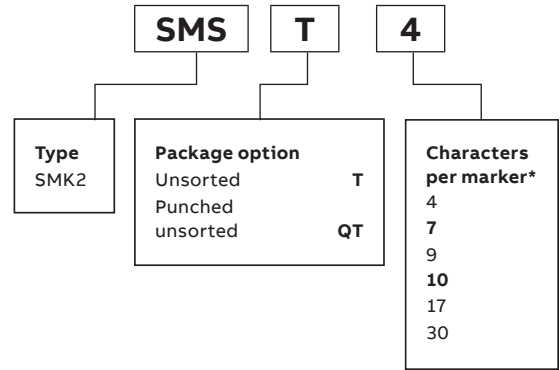 SMS T 4
Type
SMK2
Package option
Unsorted T
Punched
unsorted QT
Characters
per marker*
4
7
9
10
17
30